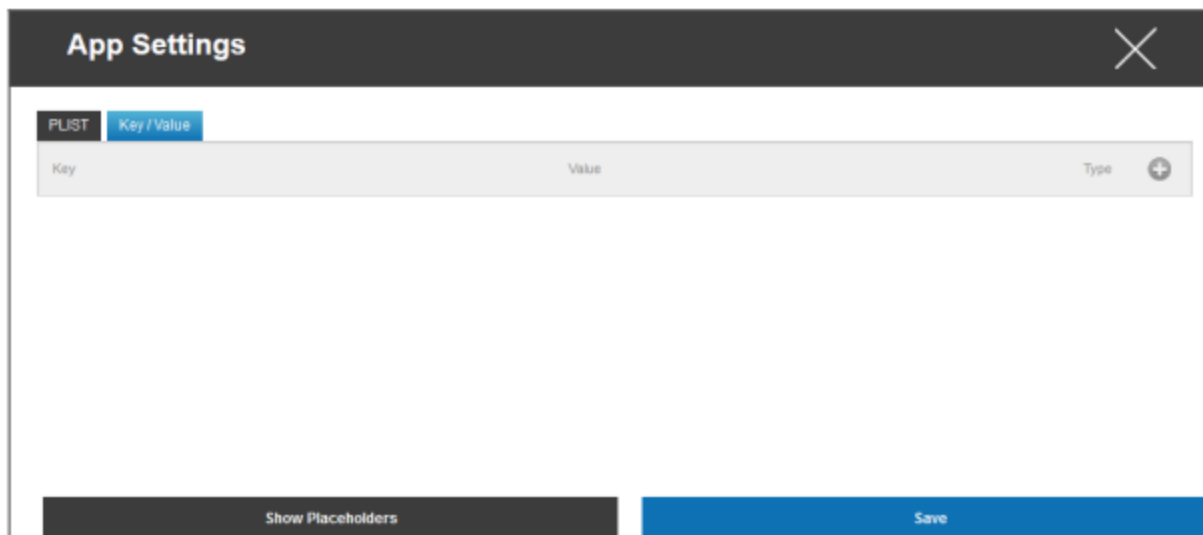 App Settings
PLIST Key / Value
Key Value Type
Show Placeholders Save